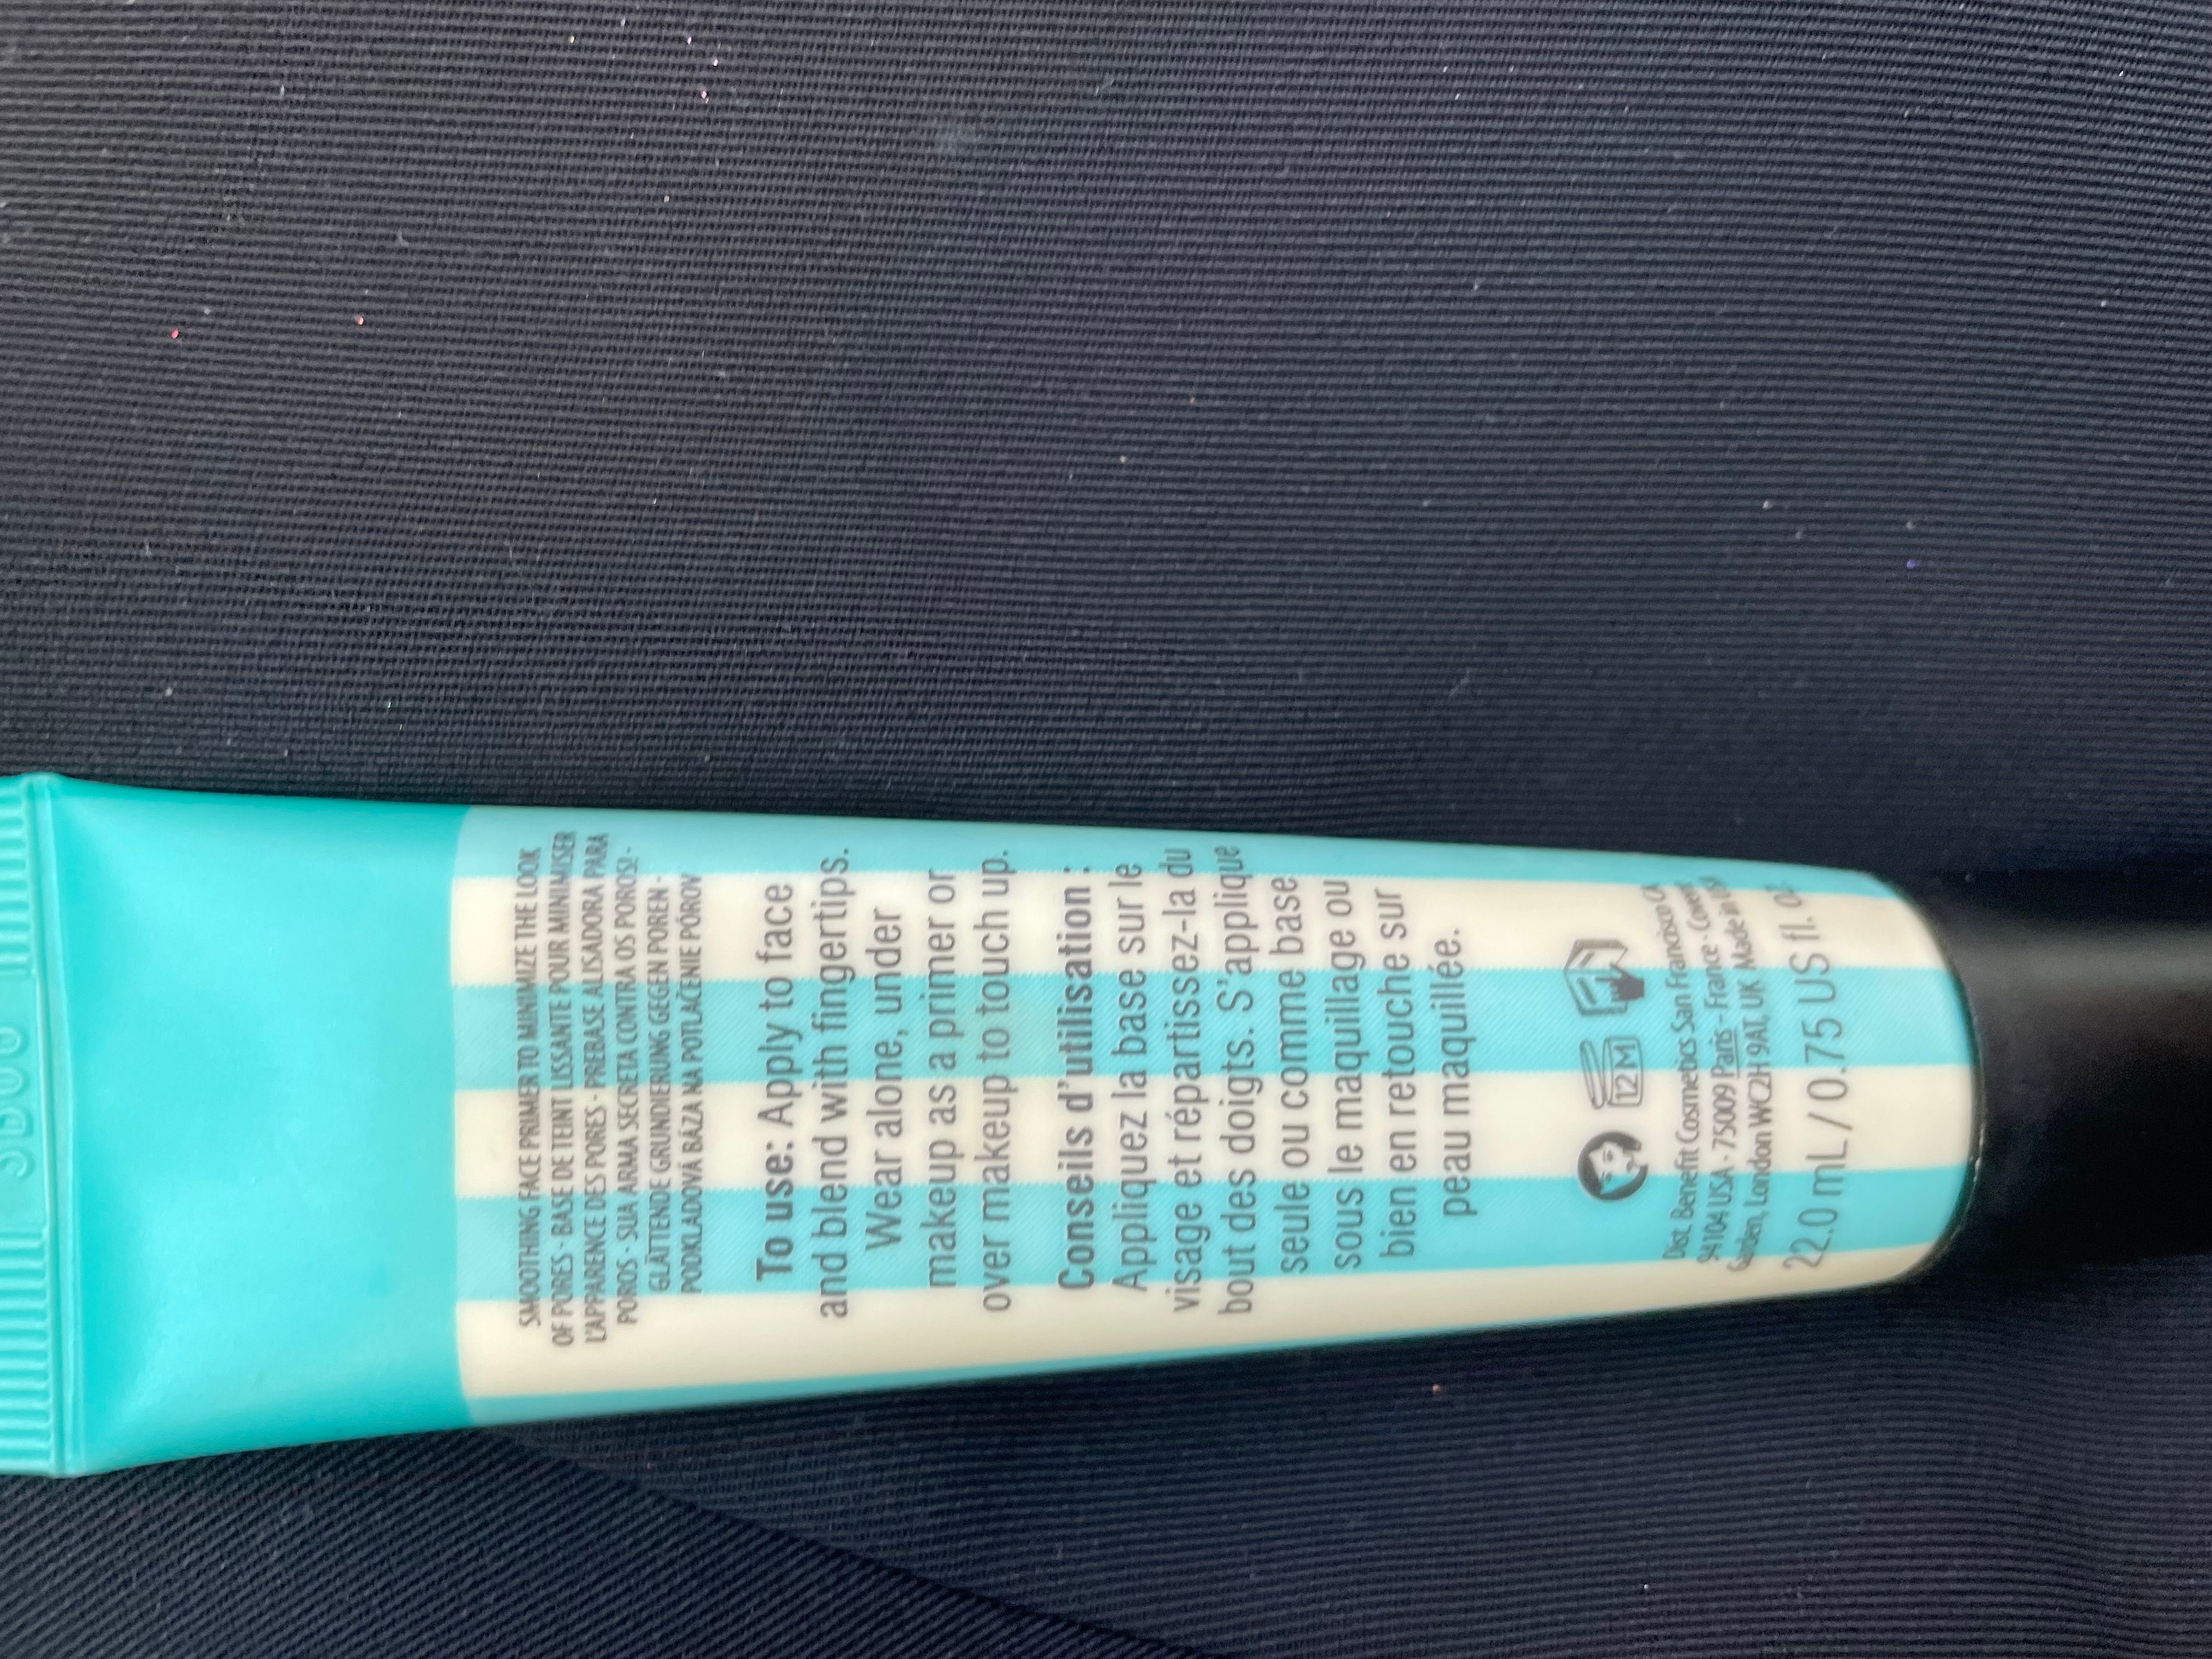 SMOOTHING FACE PRIMER TO MINIMIZE THE LOOK
OF PORES · BASE DE TEINT LISSANTE POUR MINIMISER
L'APPARENCE DES PORES · PREBASE ALISADORA PARA
POROS · SUA ARMA SECRETA CONTRA OS POROS! ·
GLÄTTENDE GRUNDIERUNG GEGEN POREN ·
PODKLADOVÁ BÁZA NA POTLAČENIE PÓROV
To use: Apply to face
and blend with fingertips.
Wear alone, under
makeup as a primer or
over makeup to touch up.
Conseils d'utilisation :
Appliquez la base sur le
visage et répartissez-la du
bout des doigts. S'applique
seule ou comme base
sous le maquillage ou
bien en retouche sur
peau maquillée.
12M
Dist. Benefit Cosmetics San Francisco CA
94104 USA · 75009 Paris - France · Covent
Garden, London WC2H 9AT, UK Made in USA
22.0 mL / 0.75 US fl. oz.